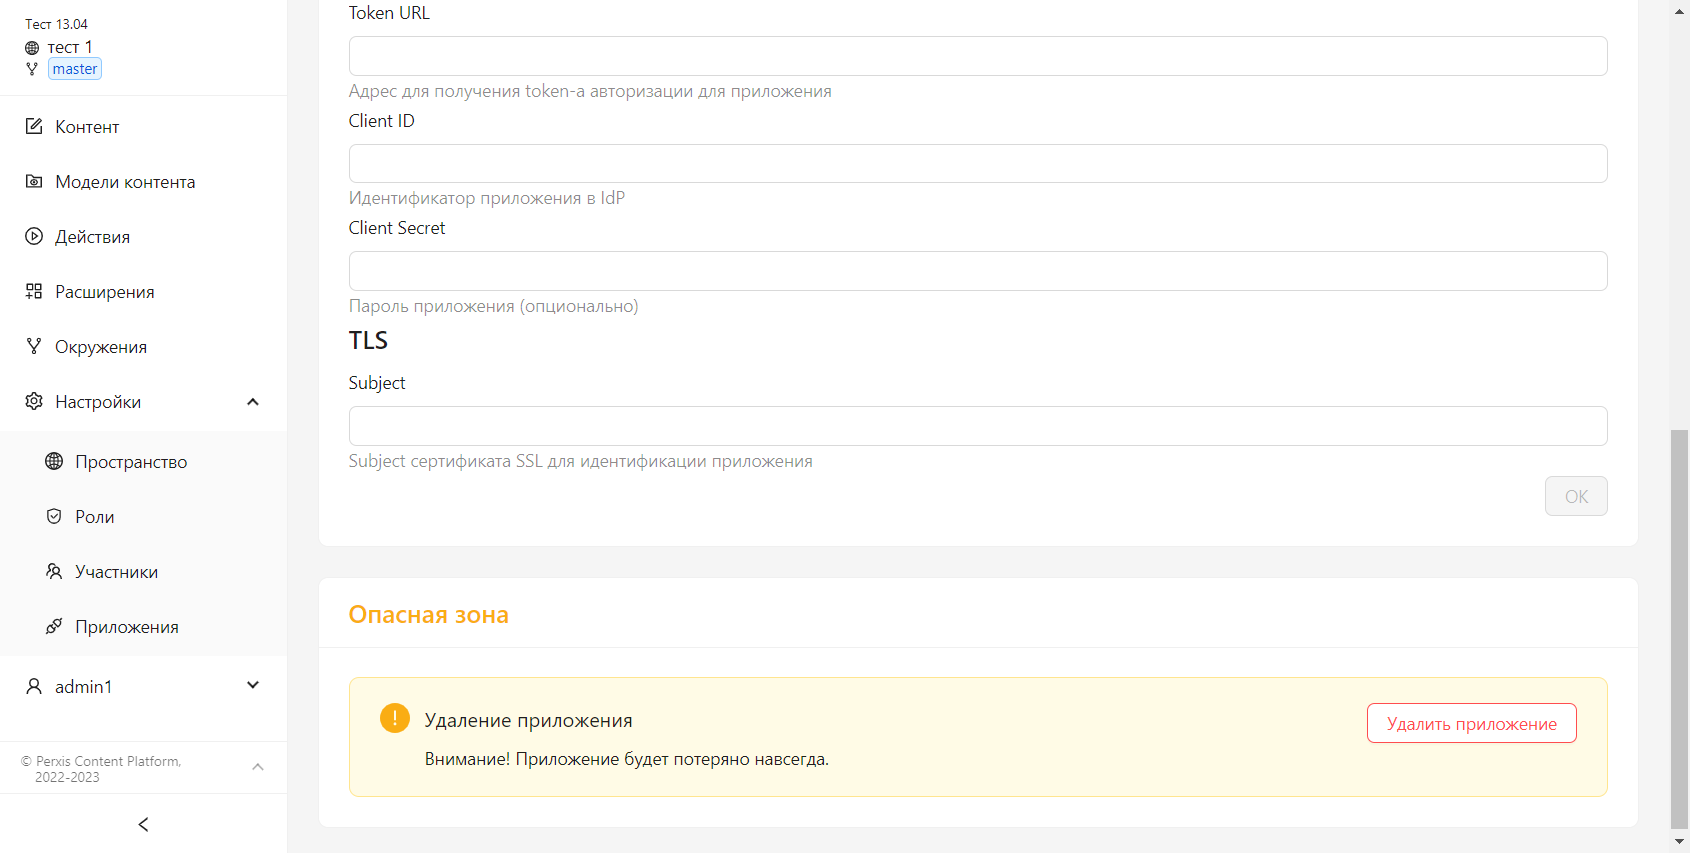 Тест 13.04
тест 1
master
Контент
Модели контента
Действия
Расширения
Окружения
Настройки
Пространство
Роли
Участники
Приложения
admin1
© Perxis Content Platform,
2022-2023
Token URL
Адрес для получения token-а авторизации для приложения
Client ID
Идентификатор приложения в IdP
Client Secret
Пароль приложения (опционально)
TLS
Subject
Subject сертификата SSL для идентификации приложения
ОК
Опасная зона
Удаление приложения
Внимание! Приложение будет потеряно навсегда.
Удалить приложение